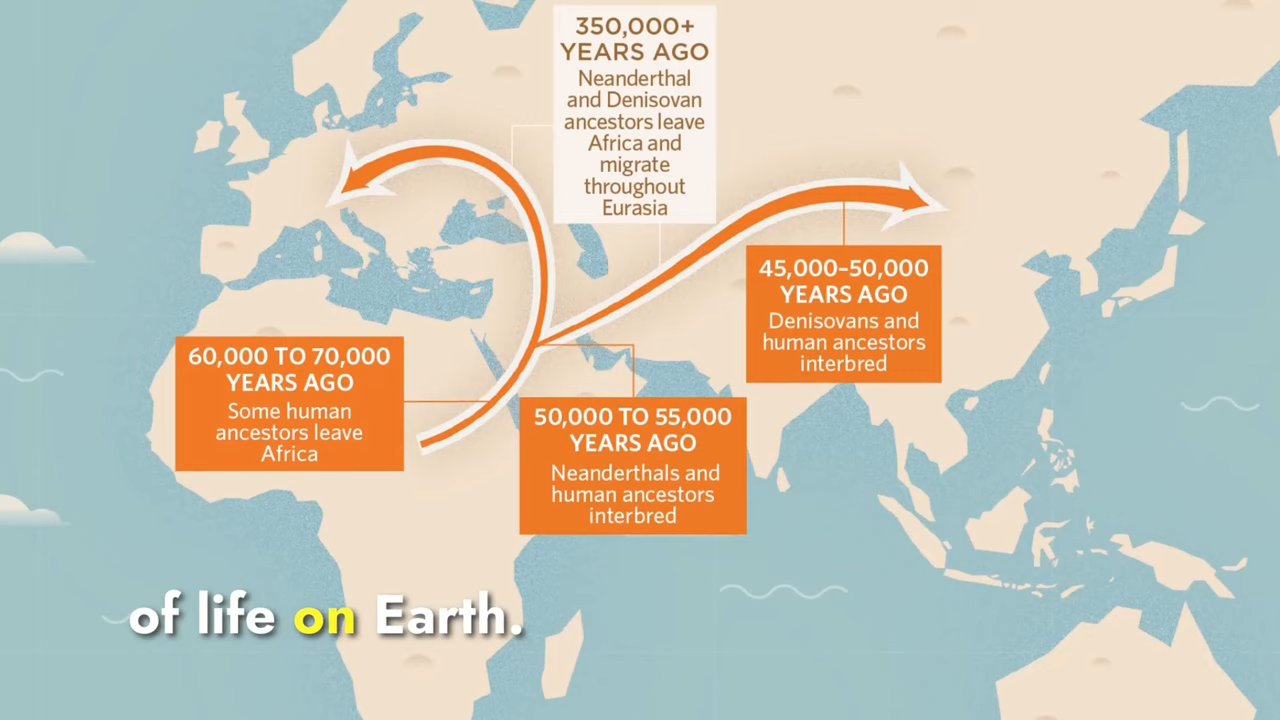 350,000+
YEARS AGO
Neanderthal
and Denisovan
ancestors leave
Africa and
migrate
throughout
Eurasia
45,000–50,000
YEARS AGO
Denisovans and
human ancestors
interbred
60,000 TO 70,000
YEARS AGO
Some human
ancestors leave
Africa
50,000 TO 55,000
YEARS AGO
Neanderthals and
human ancestors
interbred
of life on Earth.